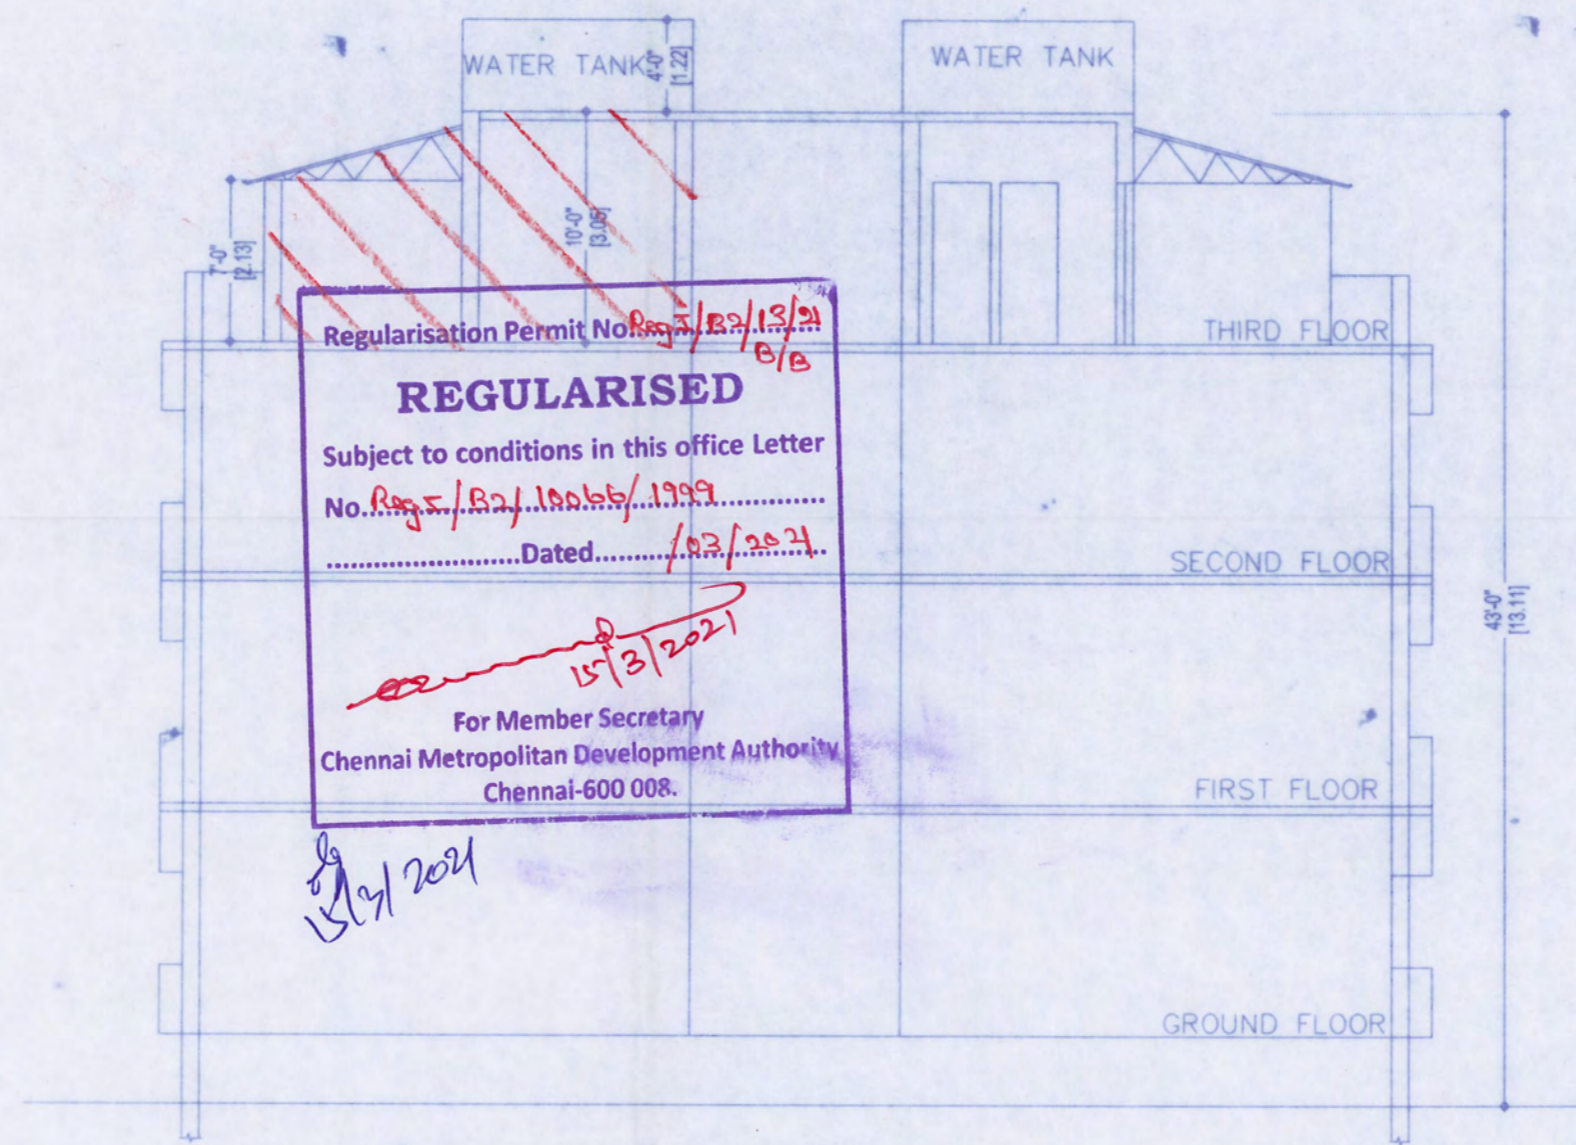 WATER TANK
4'-0"
[1.22]
WATER TANK
10'-0"
[3.05]
7'-0"
[2.13]
Regularisation Permit No.Reg I/B2/13/21
B/B
THIRD FLOOR
REGULARISED
Subject to conditions in this office Letter
No. Reg I/B2/10066/1999
Dated........./03/2021
SECOND FLOOR
43'-0"
[13.11]
15/3/2021
For Member Secretary
Chennai Metropolitan Development Authority
Chennai-600 008.
FIRST FLOOR
15/3/2021
GROUND FLOOR